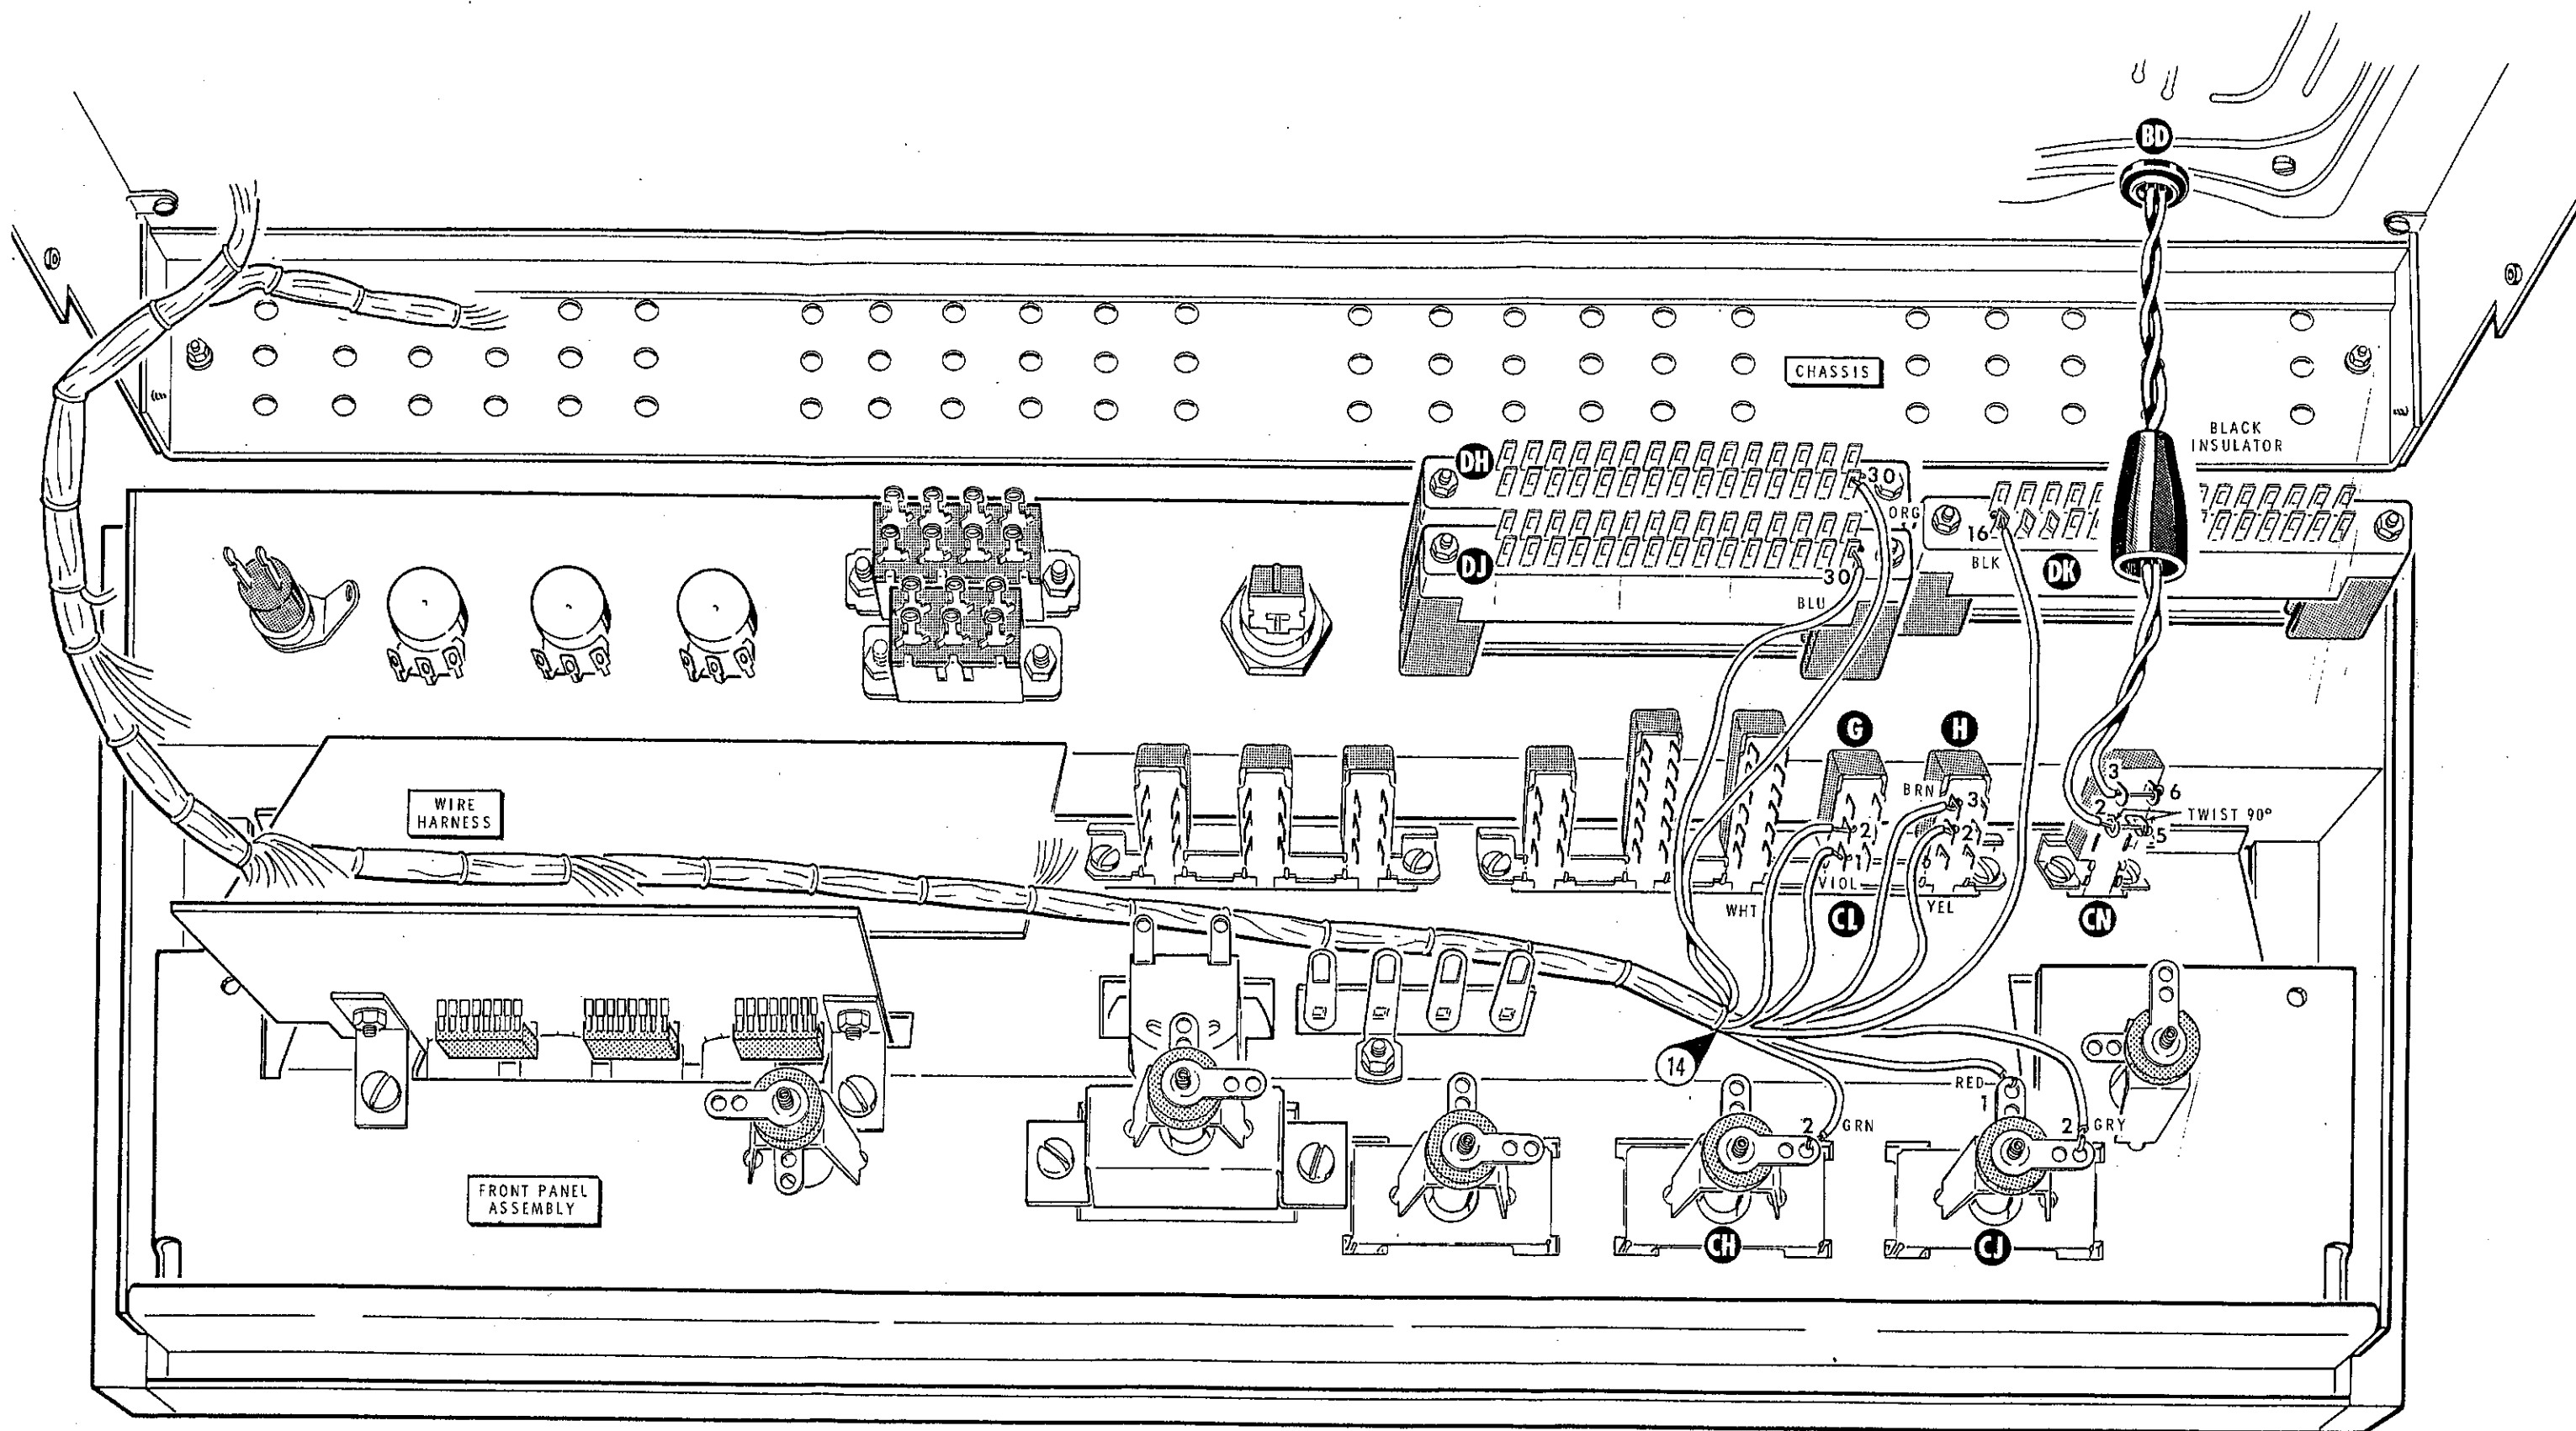 BD
CHASSIS
BLACK
INSULATOR
DH
30
ORG
16
BLK
DJ
30
DK
BLU
G
H
3
6
BRN
3
2
TWIST 90°
2
2
5
1
WIRE
HARNESS
VIOL
WHT
CL
YEL
CN
14
RED
1
2
GRN
2
GRY
FRONT PANEL
ASSEMBLY
CH
CJ